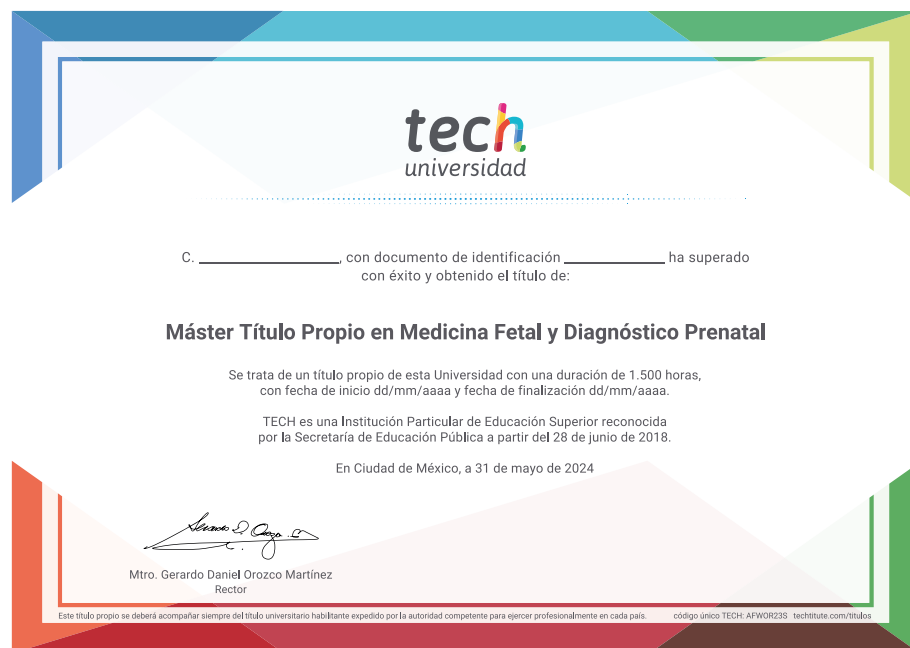 tech
universidad
C. ____________, con documento de identificación ____________ ha superado
con éxito y obtenido el título de:
Máster Título Propio en Medicina Fetal y Diagnóstico Prenatal
Se trata de un título propio de esta Universidad con una duración de 1.500 horas,
con fecha de inicio dd/mm/aaaa y fecha de finalización dd/mm/aaaa.
TECH es una Institución Particular de Educación Superior reconocida
por la Secretaría de Educación Pública a partir del 28 de junio de 2018.
En Ciudad de México, a 31 de mayo de 2024
Mtro. Gerardo Daniel Orozco Martínez
Rector
Este título propio se deberá acompañar siempre del título universitario habilitante expedido por la autoridad competente para ejercer profesionalmente en cada país. código único TECH: AFWOR23S techtitute.com/titulos